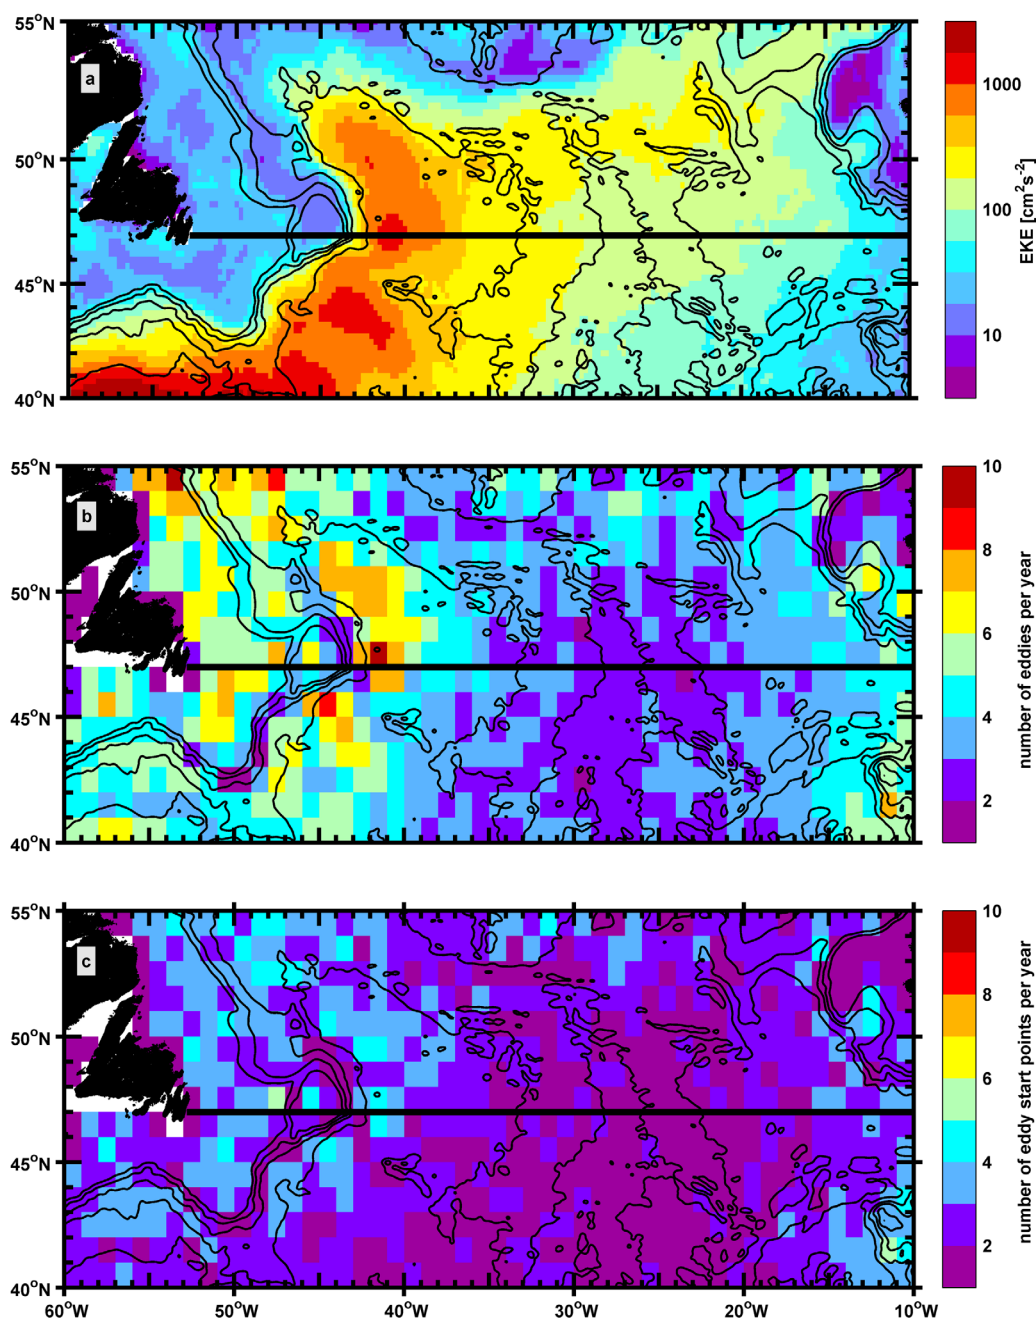 55°N
a
50°N
45°N
40°N
1000
100
10
EKE [cm²s⁻²]
55°N
b
50°N
45°N
40°N
10
8
6
4
2
number of eddies per year
55°N
c
50°N
45°N
40°N
60°W
50°W
40°W
30°W
20°W
10°W
10
8
6
4
2
number of eddy start points per year